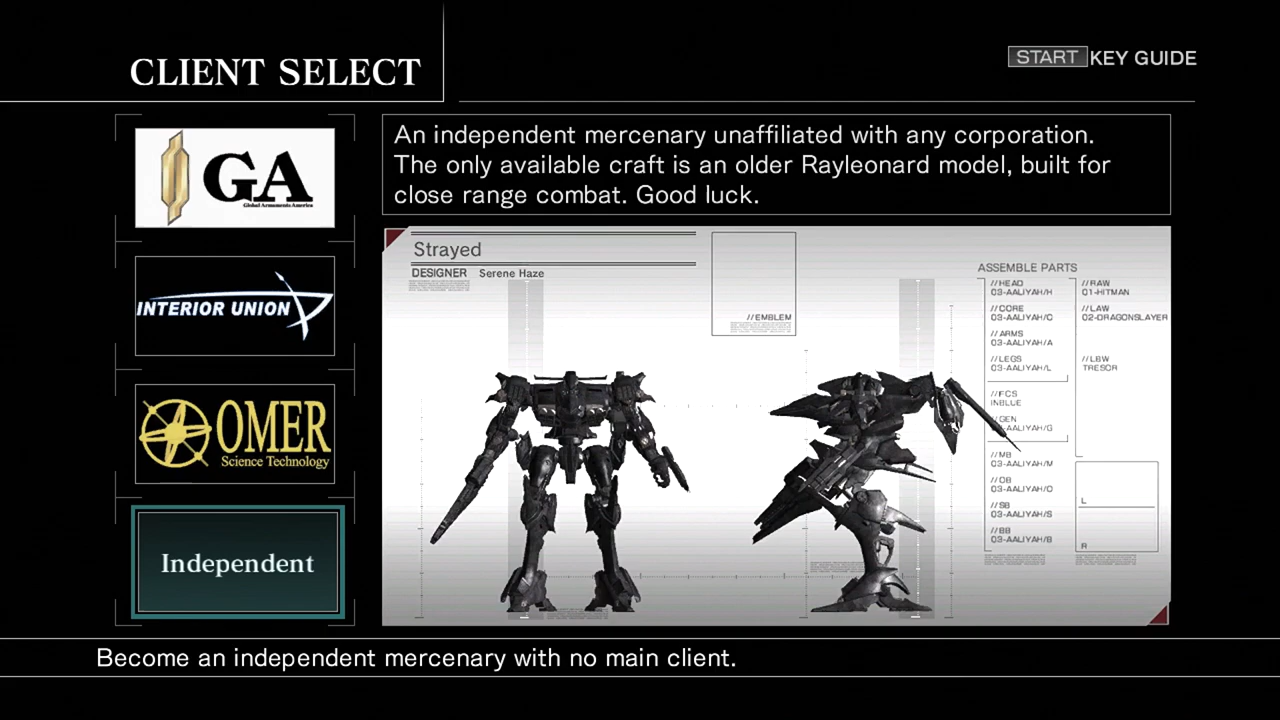 CLIENT SELECT
START KEY GUIDE
GA
Global Armaments America
INTERIOR UNION
OMER
Science Technology
Independent
An independent mercenary unaffiliated with any corporation.
The only available craft is an older Rayleonard model, built for
close range combat. Good luck.
Strayed
DESIGNER Serene Haze
//EMBLEM
ASSEMBLE PARTS
//HEAD
03-AALIYAH/H
//CORE
03-AALIYAH/C
//ARMS
03-AALIYAH/A
//LEGS
03-AALIYAH/L
//FCS
INBLUE
//GEN
-AALIYAH/G
//MB
03-AALIYAH/M
//OB
03-AALIYAH/O
//SB
03-AALIYAH/S
//BB
03-AALIYAH/B
//RAW
01-HITMAN
//LAW
02-DRAGONSLAYER
//LBW
TRESOR
L
R
Become an independent mercenary with no main client.